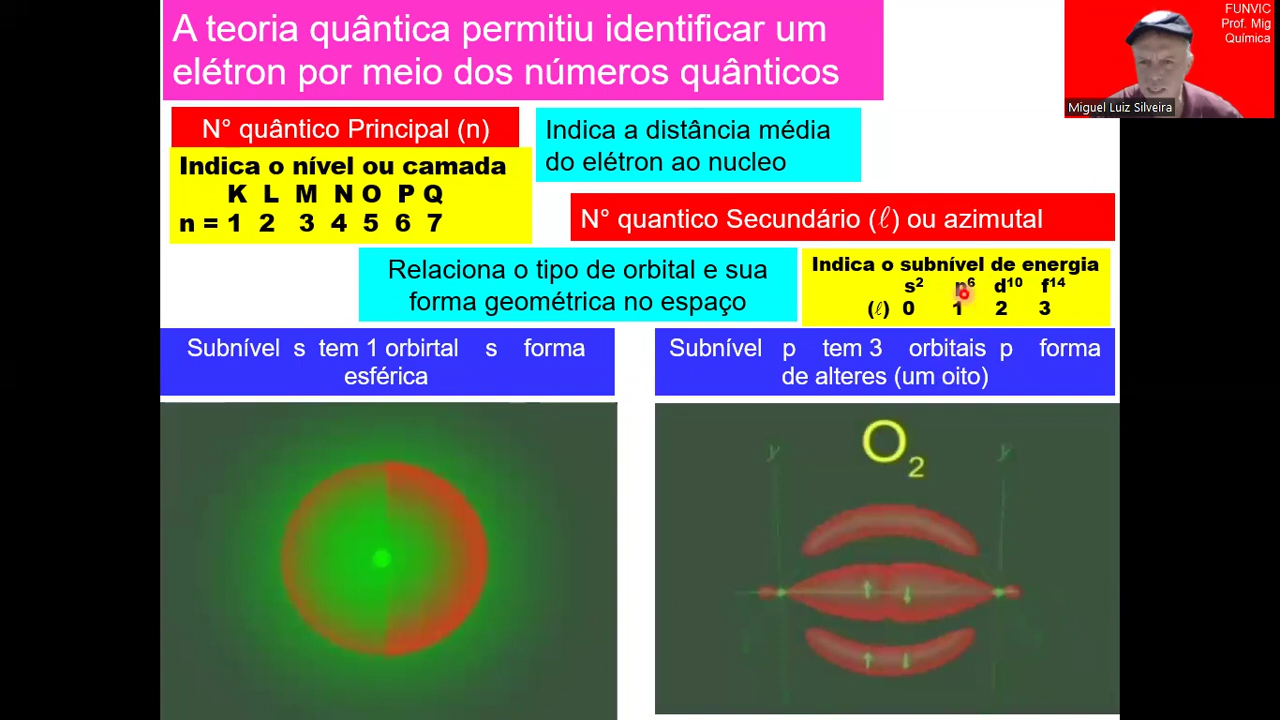 A teoria quântica permitiu identificar um
elétron por meio dos números quânticos
FUNVIC
Prof. Mig
Química
Miguel Luiz Silveira
N° quântico Principal (n)
Indica a distância média
do elétron ao nucleo
Indica o nível ou camada
K L M N O P Q
n = 1 2 3 4 5 6 7
N° quantico Secundário (ℓ) ou azimutal
Relaciona o tipo de orbital e sua
forma geométrica no espaço
Indica o subnível de energia
s² p⁶ d¹⁰ f¹⁴
(ℓ) 0 1 2 3
Subnível s tem 1 orbirtal s forma
esférica
Subnível p tem 3 orbitais p forma
de alteres (um oito)
O₂
y y